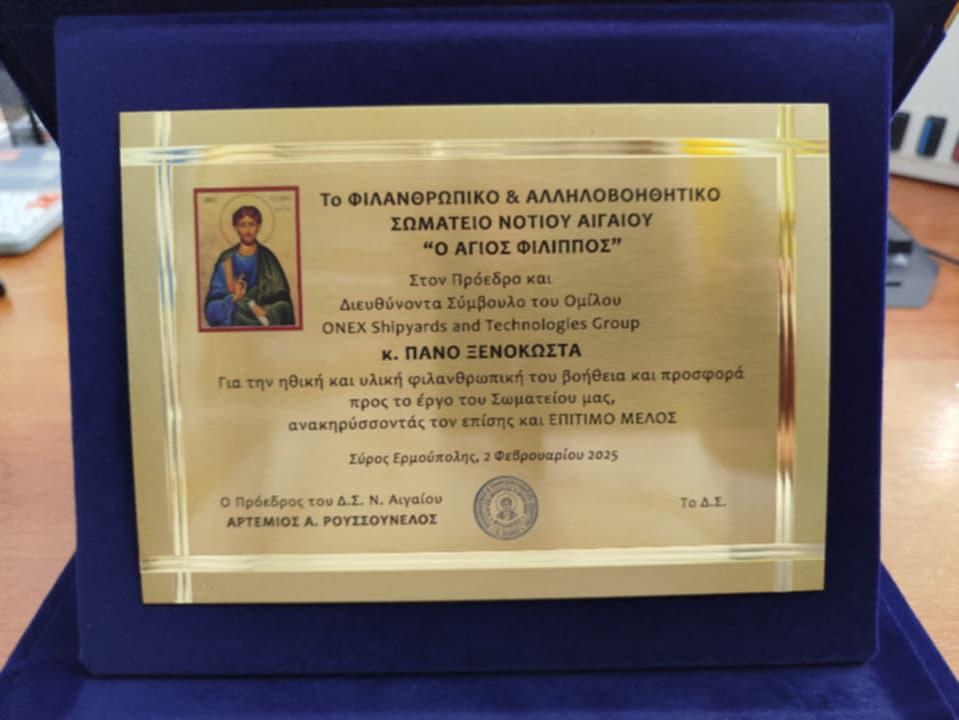 Το ΦΙΛΑΝΘΡΩΠΙΚΟ & ΑΛΛΗΛΟΒΟΗΘΗΤΙΚΟ
ΣΩΜΑΤΕΙΟ ΝΟΤΙΟΥ ΑΙΓΑΙΟΥ
“Ο ΑΓΙΟΣ ΦΙΛΙΠΠΟΣ”
Στον Πρόεδρο και
Διευθύνοντα Σύμβουλο του Ομίλου
ONEX Shipyards and Technologies Group
κ. ΠΑΝΟ ΞΕΝΟΚΩΣΤΑ
Για την ηθική και υλική φιλανθρωπική του βοήθεια και προσφορά
προς το έργο του Σωματείου μας,
ανακηρύσσοντάς τον επίσης και ΕΠΙΤΙΜΟ ΜΕΛΟΣ
Σύρος Ερμούπολης, 2 Φεβρουαρίου 2025
Ο Πρόεδρος του Δ.Σ. Ν. Αιγαίου
ΑΡΤΕΜΙΟΣ Α. ΡΟΥΣΣΟΥΝΕΛΟΣ
Το Δ.Σ.